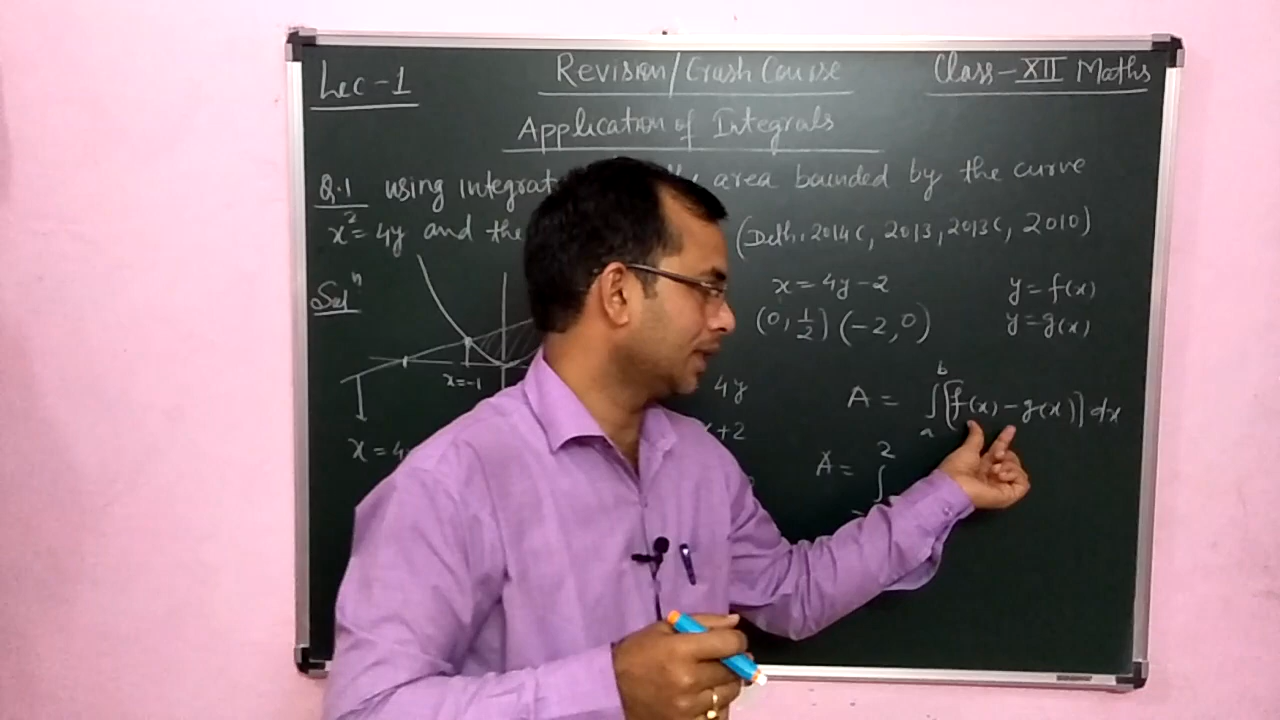 Lec-1 Revision/Crash Course Class-XII Maths
Application of Integrals
Q.1 using area bounded by the curve
x²=4y and the (Delhi 2014C, 2013, 2013C, 2010)
Solⁿ
x = 4y-2 y=f(x)
(0, 1/2) (-2, 0) y=g(x)
x=-1
4y A = ∫ₐᵇ [f(x) - g(x)] dx
+2
A = ∫ 2